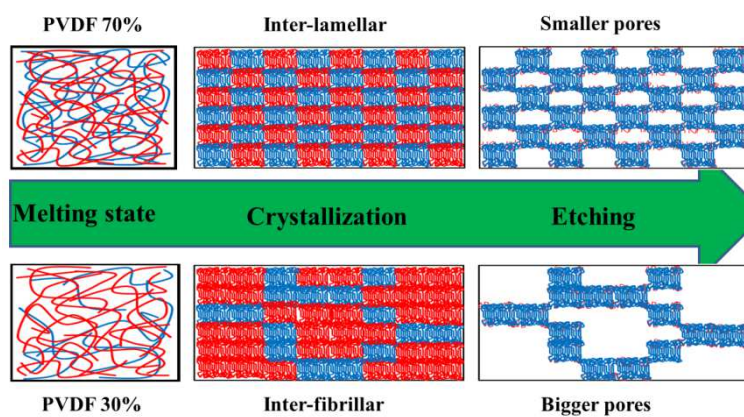 PVDF 70%
Inter-lamellar
Smaller pores
Melting state
Crystallization
Etching
PVDF 30%
Inter-fibrillar
Bigger pores